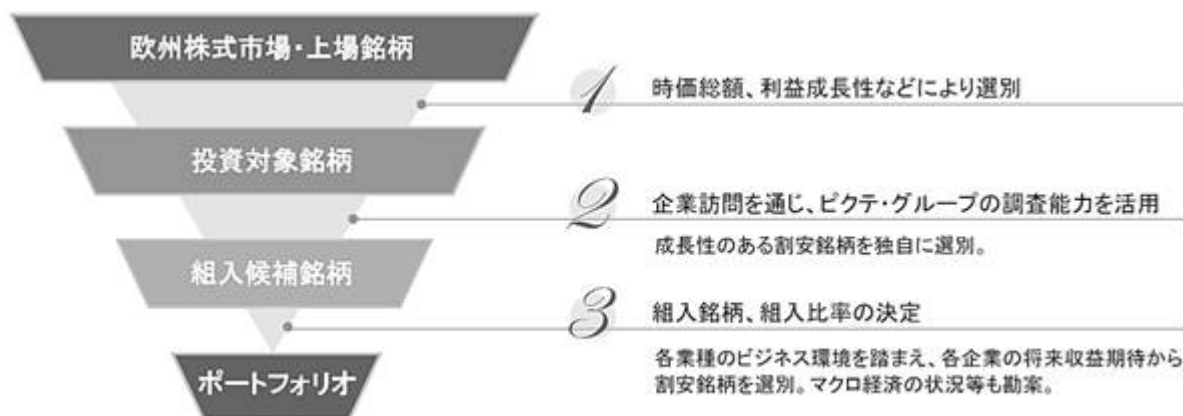 欧州株式市場・上場銘柄
1 時価総額、利益成長性などにより選別
投資対象銘柄
2 企業訪問を通じ、ピクテ・グループの調査能力を活用
成長性のある割安銘柄を独自に選別。
組入候補銘柄
3 組入銘柄、組入比率の決定
各業種のビジネス環境を踏まえ、各企業の将来収益期待から
割安銘柄を選別。マクロ経済の状況等も勘案。
ポートフォリオ